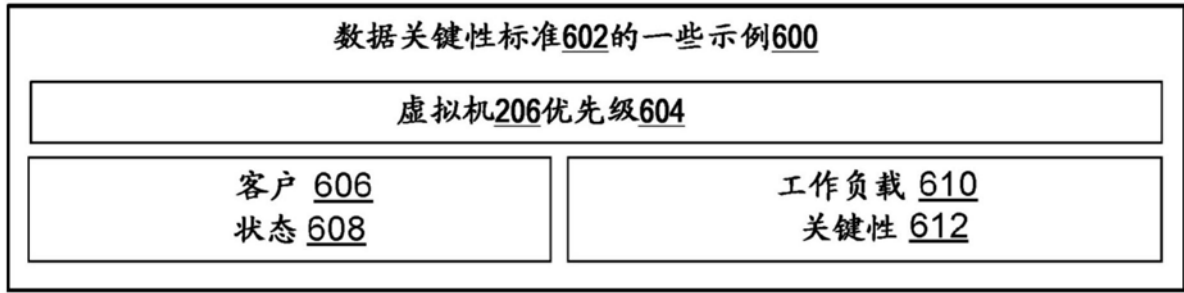 数据关键性标准602的一些示例600
虚拟机206优先级604
客户 606
状态 608
工作负载 610
关键性 612